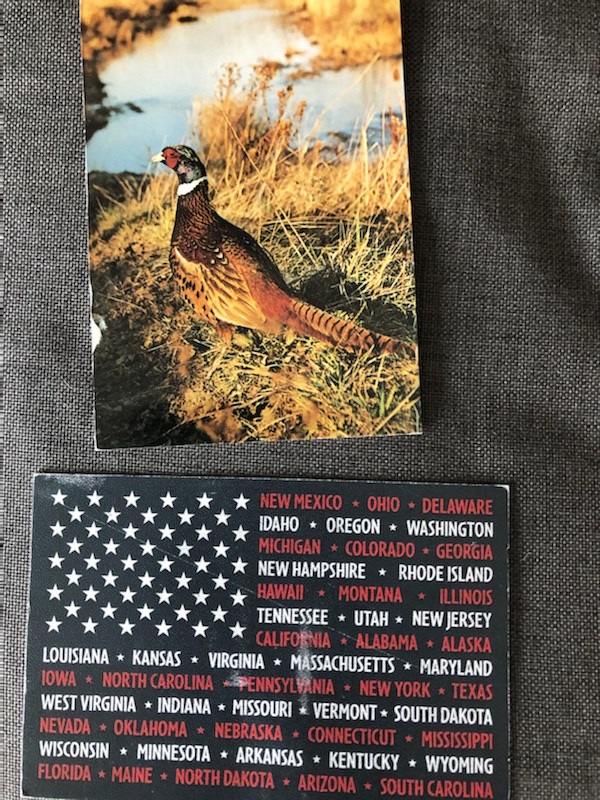 NEW MEXICO ★ OHIO ★ DELAWARE
IDAHO ★ OREGON ★ WASHINGTON
MICHIGAN ★ COLORADO ★ GEORGIA
NEW HAMPSHIRE ★ RHODE ISLAND
HAWAII ★ MONTANA ★ ILLINOIS
TENNESSEE ★ UTAH ★ NEW JERSEY
CALIFORNIA ★ ALABAMA ★ ALASKA
LOUISIANA ★ KANSAS ★ VIRGINIA ★ MASSACHUSETTS ★ MARYLAND
IOWA ★ NORTH CAROLINA ★ PENNSYLVANIA ★ NEW YORK ★ TEXAS
WEST VIRGINIA ★ INDIANA ★ MISSOURI ★ VERMONT ★ SOUTH DAKOTA
NEVADA ★ OKLAHOMA ★ NEBRASKA ★ CONNECTICUT ★ MISSISSIPPI
WISCONSIN ★ MINNESOTA ★ ARKANSAS ★ KENTUCKY ★ WYOMING
FLORIDA ★ MAINE ★ NORTH DAKOTA ★ ARIZONA ★ SOUTH CAROLINA